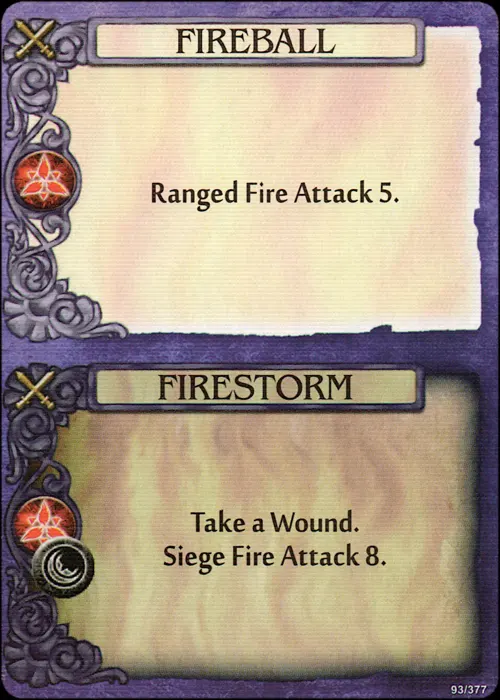 FIREBALL
Ranged Fire Attack 5.
FIRESTORM
Take a Wound.
Siege Fire Attack 8.
93/377